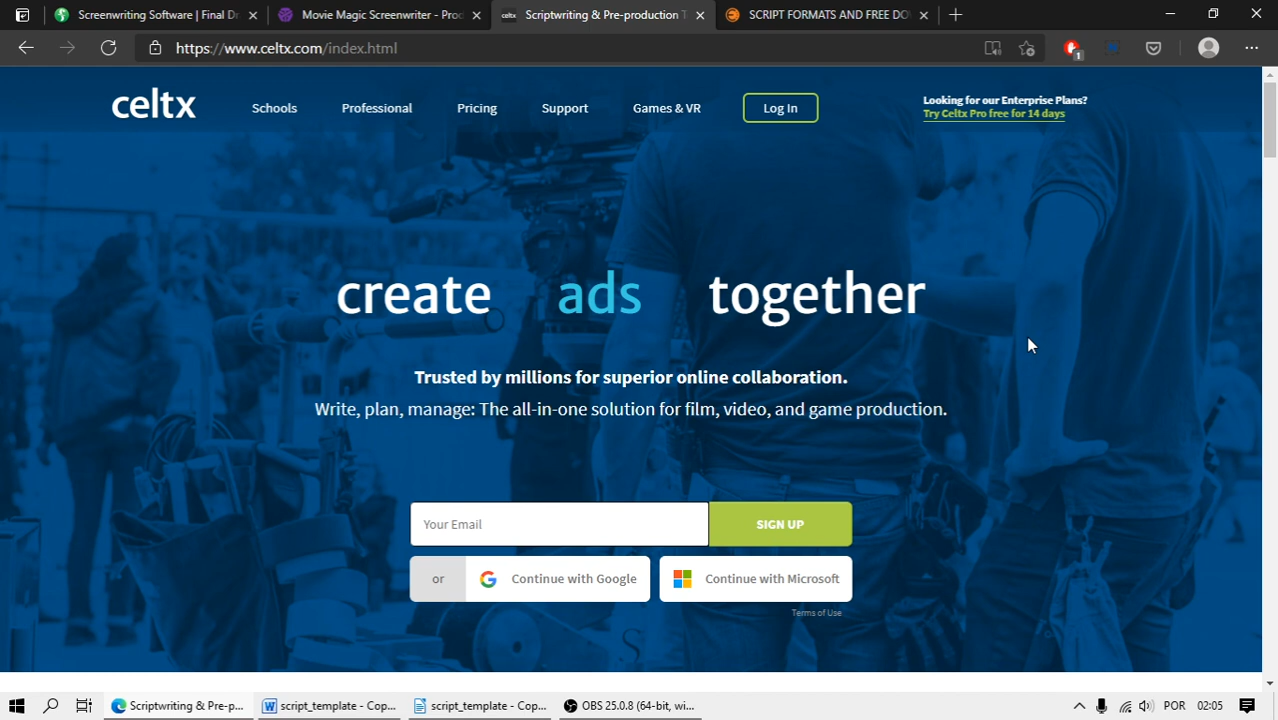 Screenwriting Software | Final Dr
Movie Magic Screenwriter - Proc
celtx
Scriptwriting & Pre-production T
SCRIPT FORMATS AND FREE DO
https://www.celtx.com/index.html
1
celtx
Schools
Professional
Pricing
Support
Games & VR
Log In
Looking for our Enterprise Plans?
Try Celtx Pro free for 14 days
create ads together
Trusted by millions for superior online collaboration.
Write, plan, manage: The all-in-one solution for film, video, and game production.
Your Email
SIGN UP
or
Continue with Google
Continue with Microsoft
Terms of Use
Scriptwriting & Pre-p...
script_template - Cop...
script_template - Cop...
OBS 25.0.8 (64-bit, wi...
POR
02:05